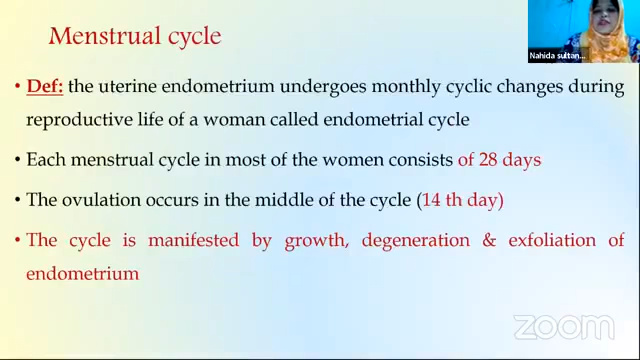 Menstrual cycle
Nahida sultan...
• Def: the uterine endometrium undergoes monthly cyclic changes during
reproductive life of a woman called endometrial cycle
• Each menstrual cycle in most of the women consists of 28 days
• The ovulation occurs in the middle of the cycle (14 th day)
• The cycle is manifested by growth, degeneration & exfoliation of
endometrium
zoom